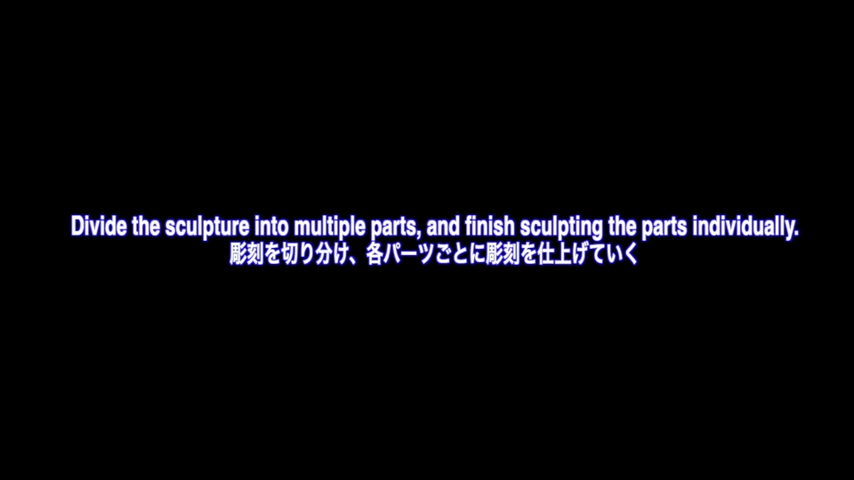 Divide the sculpture into multiple parts, and finish sculpting the parts individually.
彫刻を切り分け、各パーツごとに彫刻を仕上げていく